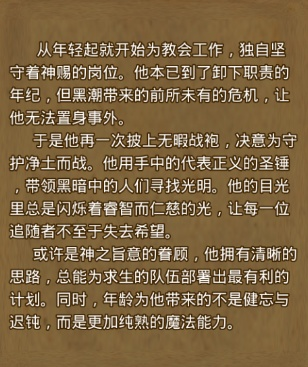 从年轻起就开始为教会工作，独自坚
守着神赐的岗位。他本已到了卸下职责的
年纪，但黑潮带来的前所未有的危机，让
他无法置身事外。
于是他再一次披上无暇战袍，决意为守
护净土而战。他用手中的代表正义的圣锤
，带领黑暗中的人们寻找光明。他的目光
里总是闪烁着睿智而仁慈的光，让每一位
追随者不至于失去希望。
或许是神之旨意的眷顾，他拥有清晰的
思路，总能为求生的队伍部署出最有利的
计划。同时，年龄为他带来的不是健忘与
迟钝，而是更加纯熟的魔法能力。